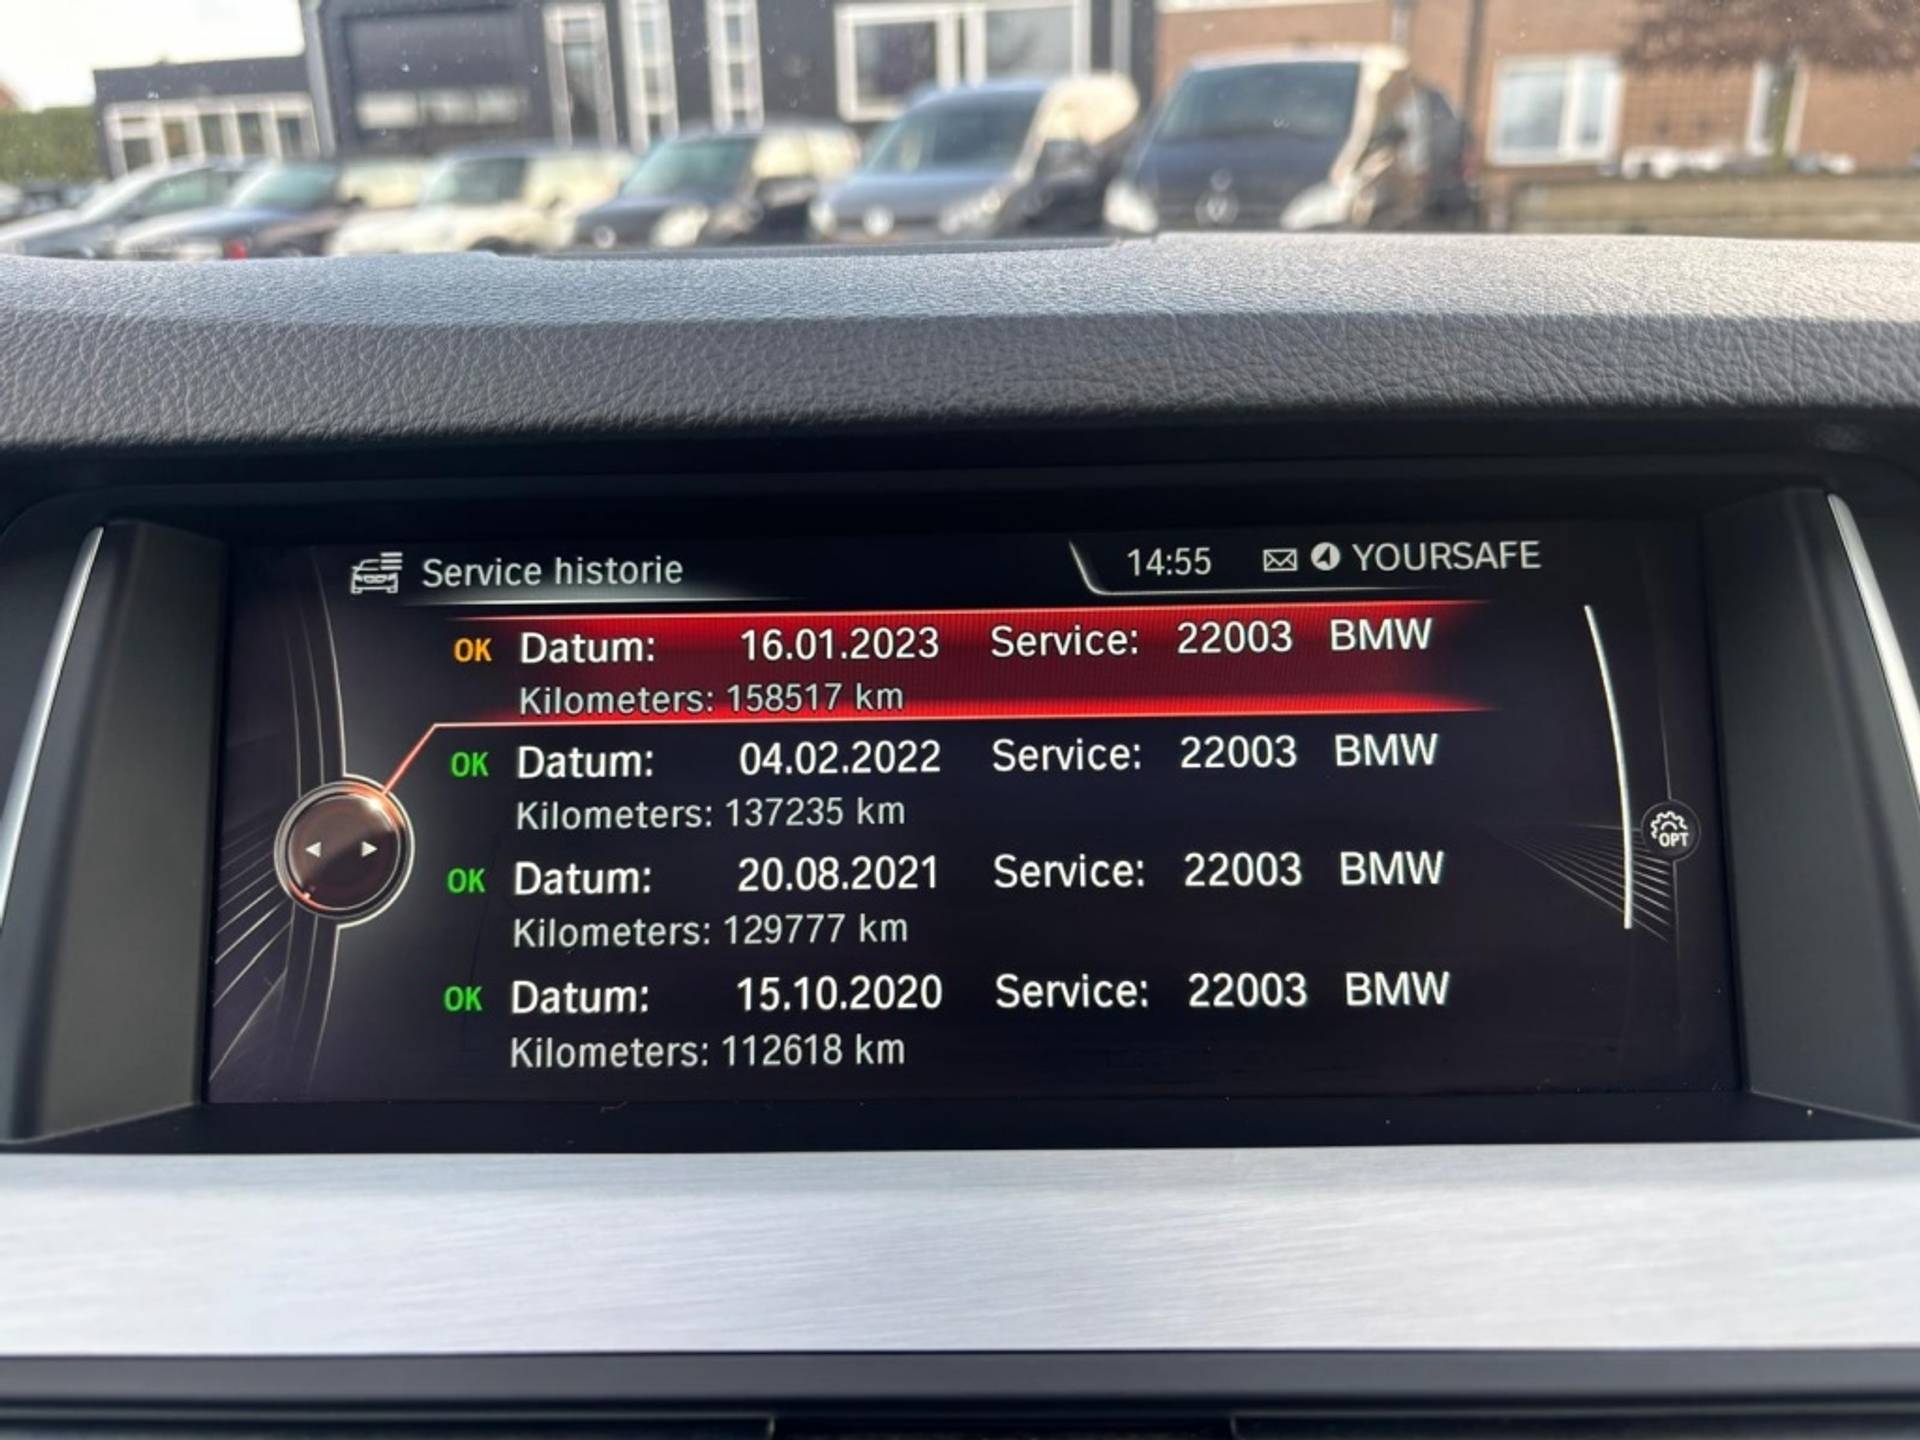 Service historie 14:55 YOURSAFE
OK Datum: 16.01.2023 Service: 22003 BMW
Kilometers: 158517 km
OK Datum: 04.02.2022 Service: 22003 BMW
Kilometers: 137235 km
OK Datum: 20.08.2021 Service: 22003 BMW
Kilometers: 129777 km
OPT
OK Datum: 15.10.2020 Service: 22003 BMW
Kilometers: 112618 km